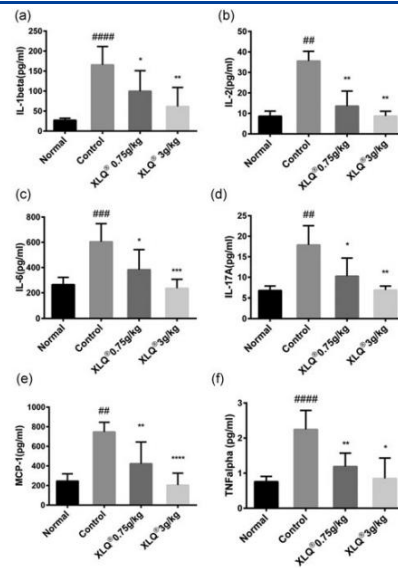 (a)
IL-1beta(pg/ml)
250
200
150
100
50
0
####
*
**
Normal
Control
XLQ® 0.75g/kg
XLQ® 3g/kg
(b)
IL-2(pg/ml)
60
40
20
0
##
**
**
Normal
Control
XLQ® 0.75g/kg
XLQ® 3g/kg
(c)
IL-6(pg/ml)
800
600
400
200
0
###
*
***
Normal
Control
XLQ®0.75g/kg
XLQ®3g/kg
(d)
IL-17A(pg/ml)
25
20
15
10
5
0
##
*
**
Normal
Control
XLQ®0.75g/kg
XLQ®3g/kg
(e)
MCP-1(pg/ml)
1000
800
600
400
200
0
##
**
****
Normal
Control
XLQ®0.75g/kg
XLQ®3g/kg
(f)
TNFalpha (pg/ml)
3
2
1
0
####
**
*
Normal
Control
XLQ®0.75g/kg
XLQ®3g/kg